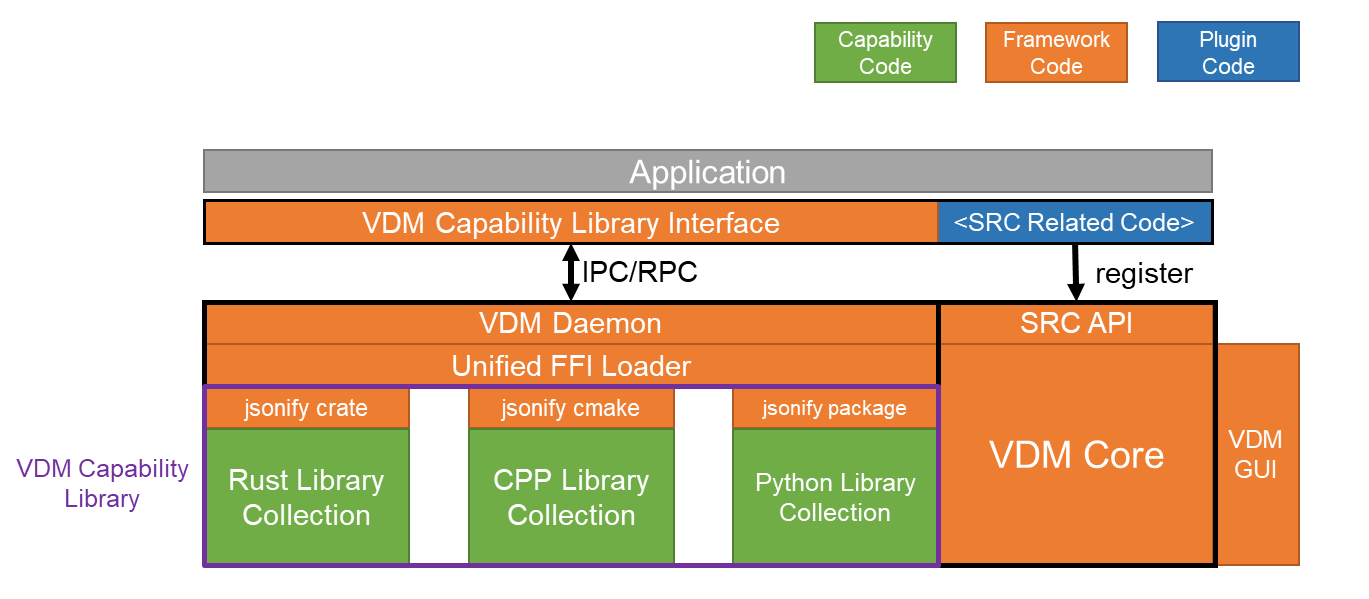 Capability
Code
Framework
Code
Plugin
Code
Application
VDM Capability Library Interface
<SRC Related Code>
IPC/RPC
register
VDM Daemon
SRC API
Unified FFI Loader
jsonify crate
jsonify cmake
jsonify package
VDM Capability
Library
Rust Library
Collection
CPP Library
Collection
Python Library
Collection
VDM Core
VDM
GUI